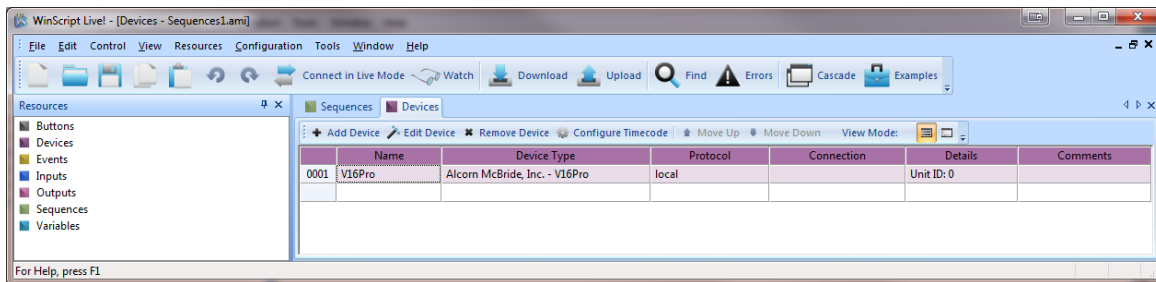 WinScript Live! - [Devices - Sequences1.ami]
File Edit Control View Resources Configuration Tools Window Help
Connect in Live Mode Watch Download Upload Find Errors Cascade Examples
Resources
Sequences Devices
Buttons
Devices
Events
Inputs
Outputs
Sequences
Variables
Add Device Edit Device Remove Device Configure Timecode Move Up Move Down View Mode:
Name Device Type Protocol Connection Details Comments
0001 V16Pro Alcorn McBride, Inc. - V16Pro local Unit ID: 0
For Help, press F1